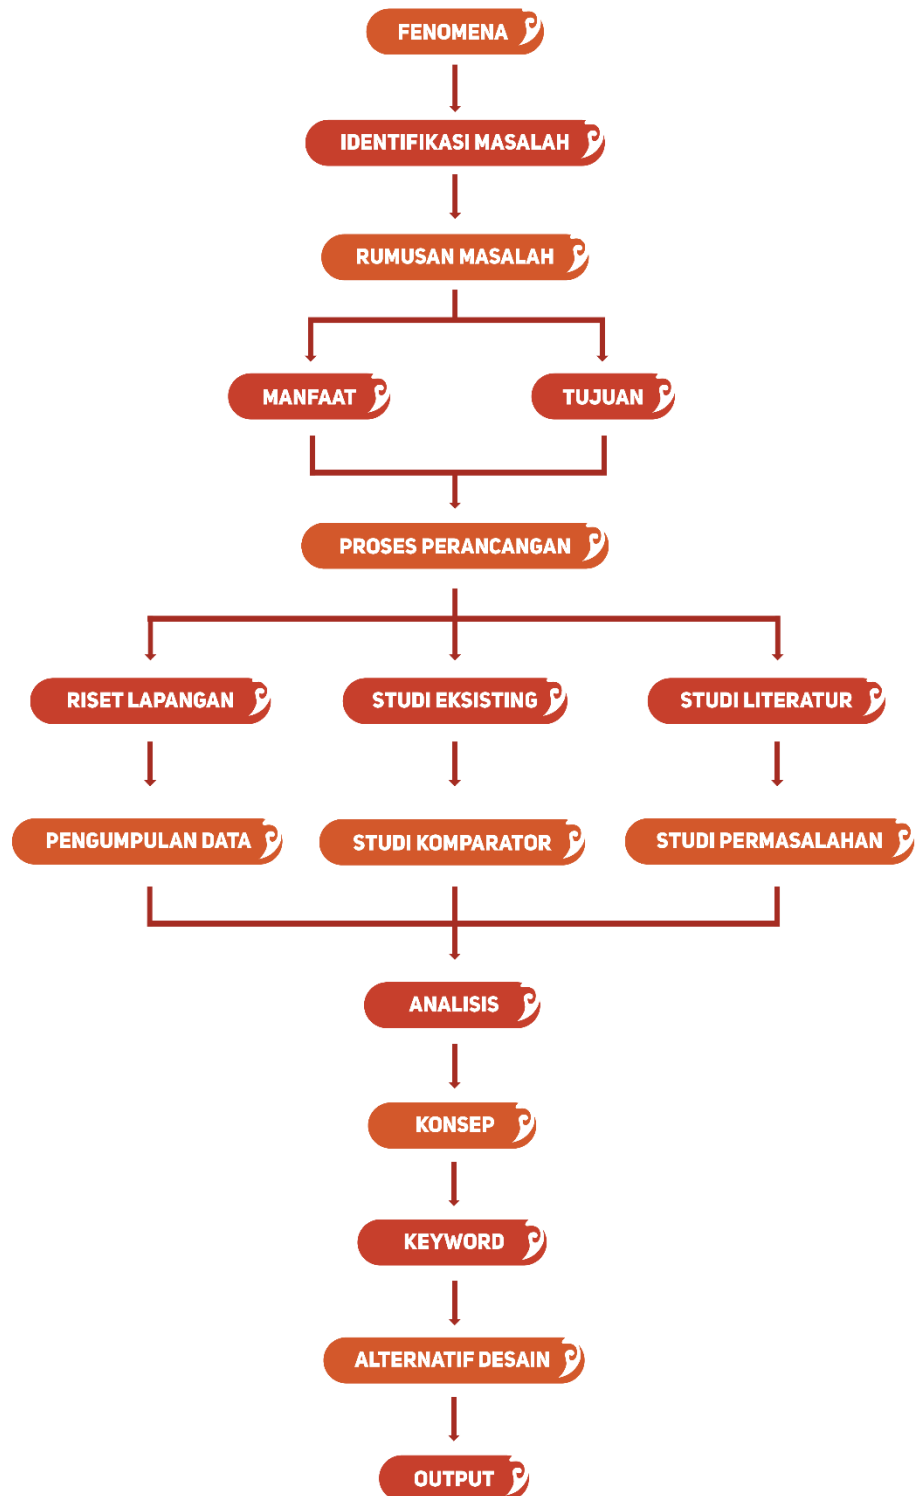 FENOMENA
IDENTIFIKASI MASALAH
RUMUSAN MASALAH
MANFAAT
TUJUAN
PROSES PERANCANGAN
RISET LAPANGAN
STUDI EKSISTING
STUDI LITERATUR
PENGUMPULAN DATA
STUDI KOMPARATOR
STUDI PERMASALAHAN
ANALISIS
KONSEP
KEYWORD
ALTERNATIF DESAIN
OUTPUT